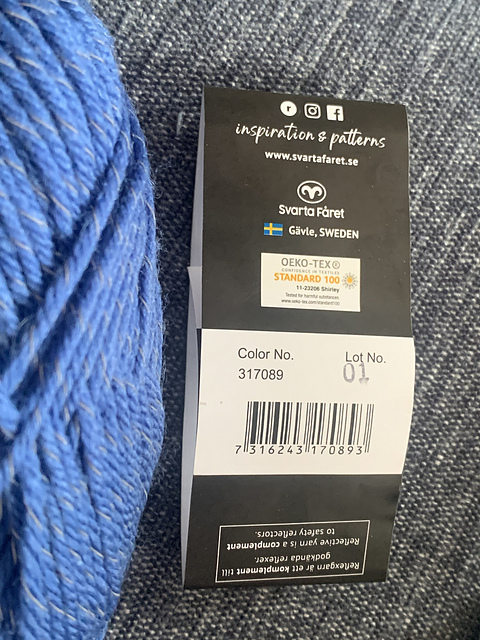 inspiration & patterns
www.svartafaret.se
Svarta Fåret
Gävle, SWEDEN
OEKO-TEX®
CONFIDENCE IN TEXTILES
STANDARD 100
11-23206 Shirley
Tested for harmful substances.
www.oeko-tex.com/standard100
Color No.
317089
Lot No.
01
7 316243 170893
Reflexgarn är ett komplement till
godkända reflexer.
Reflective yarn is a complement
to safety reflectors.